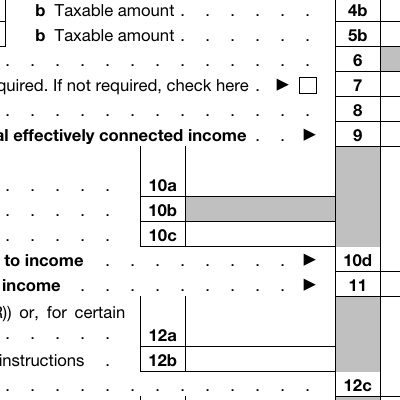 b Taxable amount . . . . . . 4b
b Taxable amount . . . . . . 5b
. . . . . . . . . . . . . 6
quired. If not required, check here . ► ☐ 7
. . . . . . . . . . . . . 8
al effectively connected income . . ► 9
. . . . . 10a
. . . . . 10b
. . . . . 10c
to income . . . . . . . . ► 10d
income . . . . . . . . ► 11
R)) or, for certain
. . . . . 12a
instructions . 12b
. . . . . . . . . . . . . 12c